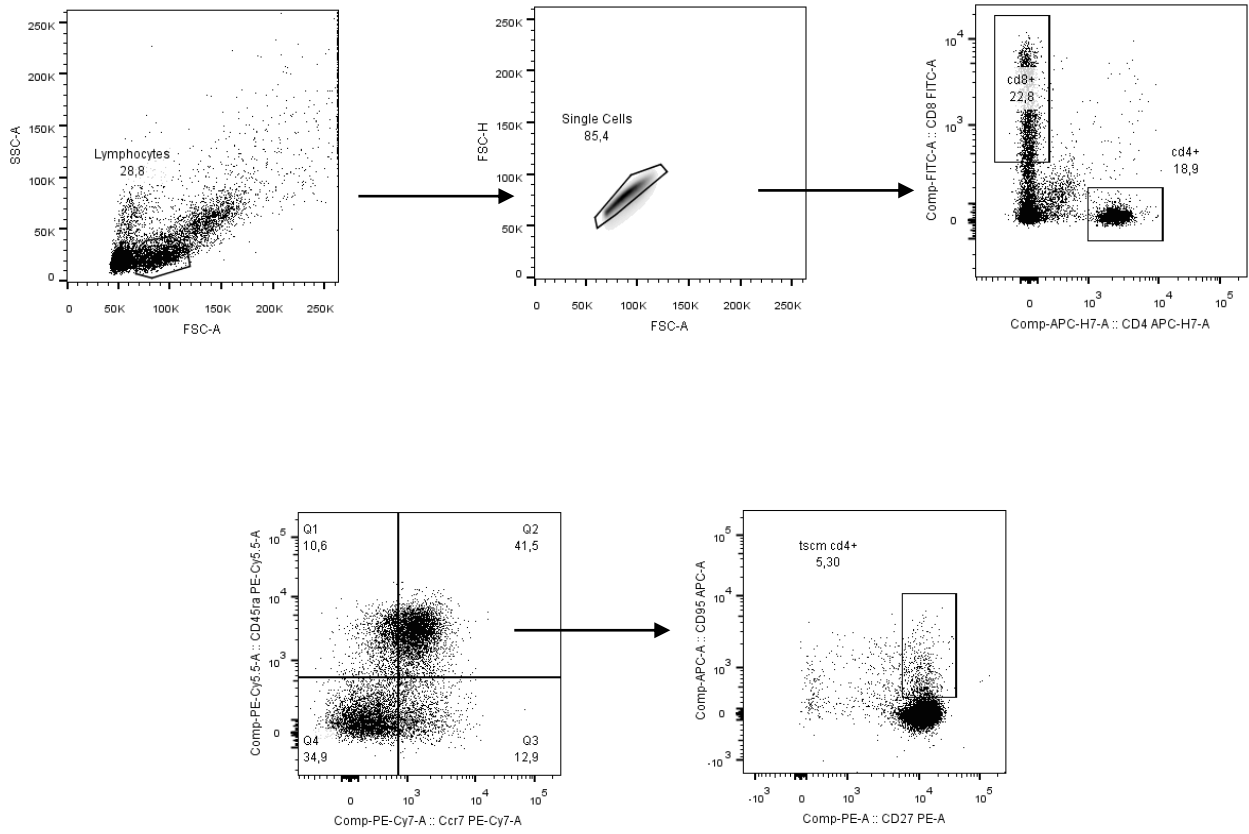 250K
200K
150K
100K
50K
0
SSC-A
Lymphocytes
28,8
0 50K 100K 150K 200K 250K
FSC-A
250K
200K
150K
100K
50K
0
FSC-H
Single Cells
85,4
0 50K 100K 150K 200K 250K
FSC-A
10^4
10^3
0
Comp-FITC-A :: CD8 FITC-A
cd8+
22,8
cd4+
18,9
0 10^3 10^4 10^5
Comp-APC-H7-A :: CD4 APC-H7-A
10^5
10^4
10^3
0
Comp-PE-Cy5.5-A :: CD45ra PE-Cy5.5-A
Q1
10,6
Q2
41,5
Q4
34,9
Q3
12,9
0 10^3 10^4 10^5
Comp-PE-Cy7-A :: Ccr7 PE-Cy7-A
10^5
10^4
10^3
0
-10^3
Comp-APC-A :: CD95 APC-A
tscm cd4+
5,30
-10^3 0 10^3 10^4 10^5
Comp-PE-A :: CD27 PE-A